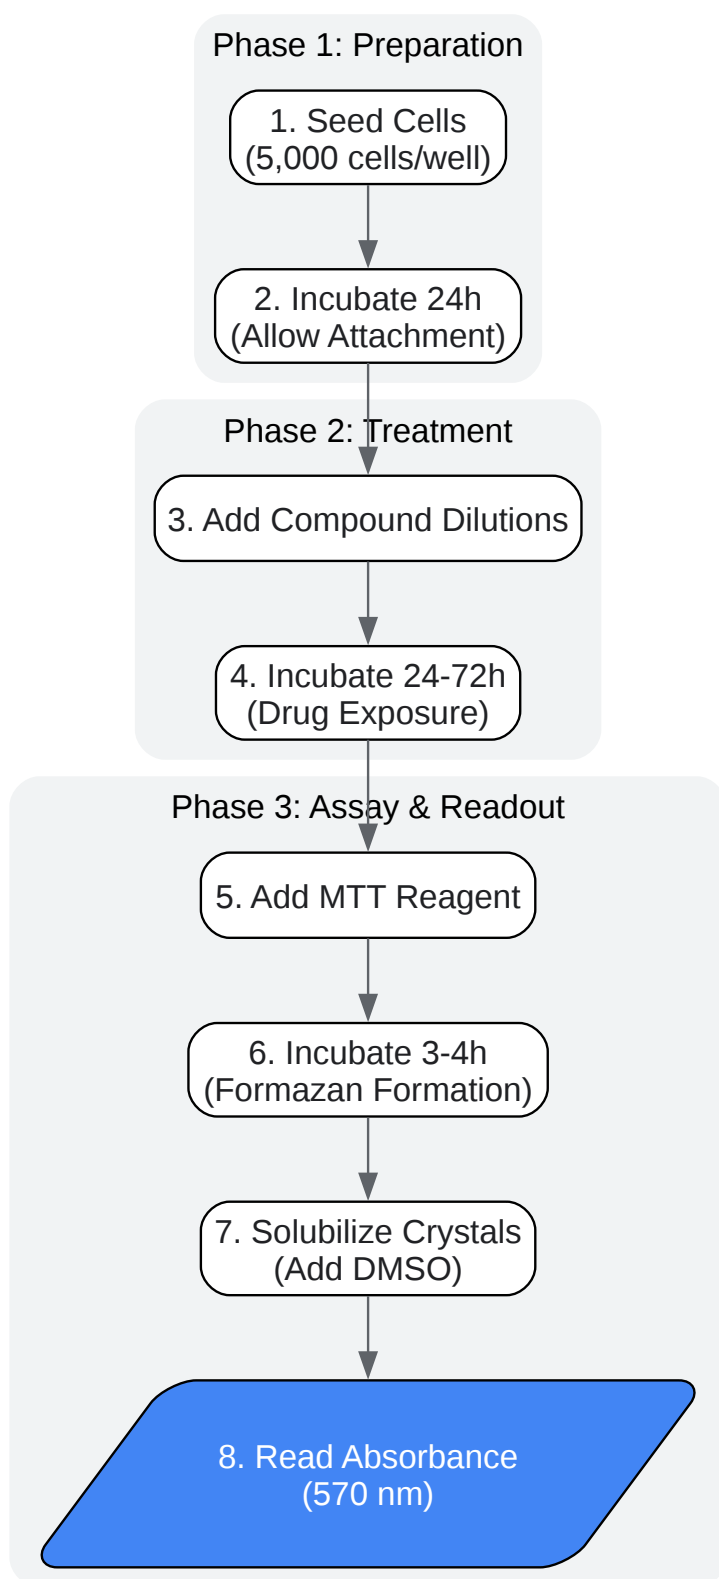 Phase 1: Preparation
1. Seed Cells
(5,000 cells/well)
2. Incubate 24h
(Allow Attachment)
Phase 2: Treatment
3. Add Compound Dilutions
4. Incubate 24-72h
(Drug Exposure)
Phase 3: Assay & Readout
5. Add MTT Reagent
6. Incubate 3-4h
(Formazan Formation)
7. Solubilize Crystals
(Add DMSO)
8. Read Absorbance
(570 nm)